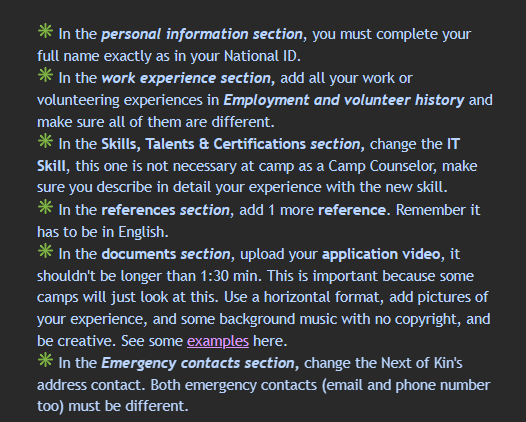 ✳ In the personal information section, you must complete your
full name exactly as in your National ID.
✳ In the work experience section, add all your work or
volunteering experiences in Employment and volunteer history and
make sure all of them are different.
✳ In the Skills, Talents & Certifications section, change the IT
Skill, this one is not necessary at camp as a Camp Counselor, make
sure you describe in detail your experience with the new skill.
✳ In the references section, add 1 more reference. Remember it
has to be in English.
✳ In the documents section, upload your application video, it
shouldn't be longer than 1:30 min. This is important because some
camps will just look at this. Use a horizontal format, add pictures of
your experience, and some background music with no copyright, and
be creative. See some examples here.
✳ In the Emergency contacts section, change the Next of Kin's
address contact. Both emergency contacts (email and phone number
too) must be different.